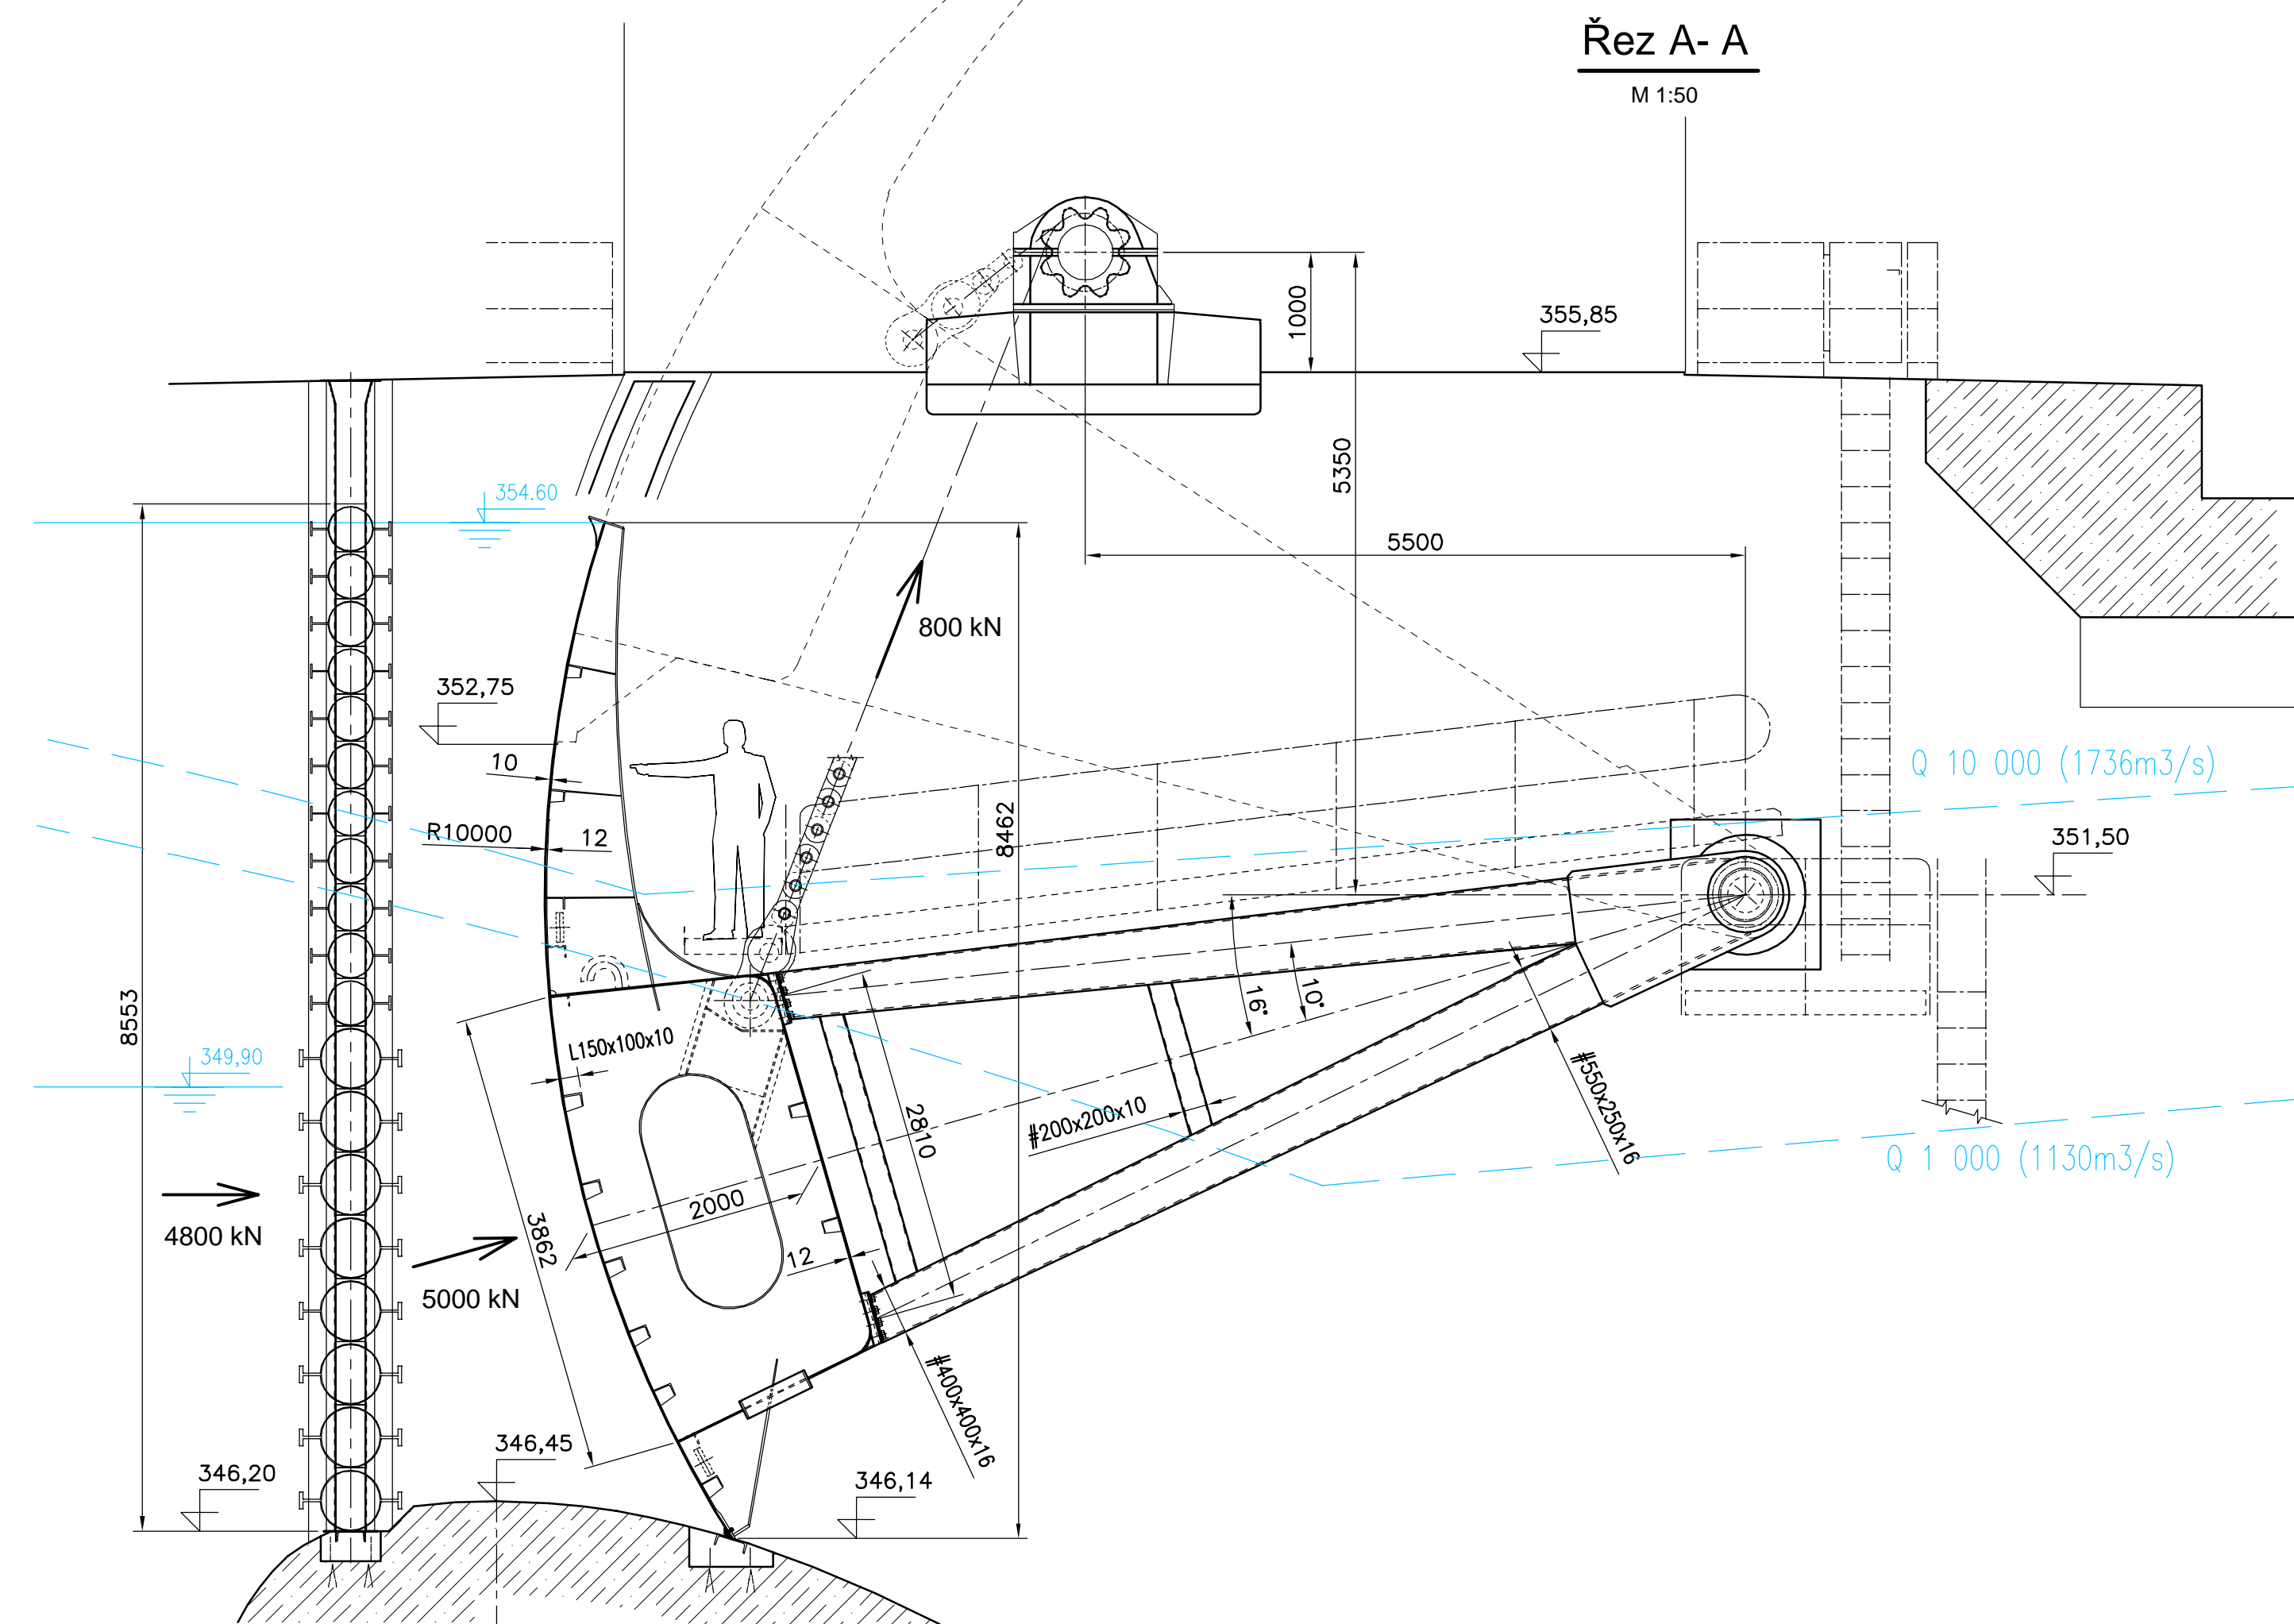 Řez A- A
M 1:50
355,85
1000
5350
354.60
5500
800 kN
352,75
10
Q 10 000 (1736m3/s)
8462
R10000
12
351,50
8553
16°
10°
L150x100x10
349,90
#550x250x16
2810
#200x200x10
Q 1 000 (1130m3/s)
2000
4800 kN
3862
12
5000 kN
#400x400x16
346,45
346,20
346,14